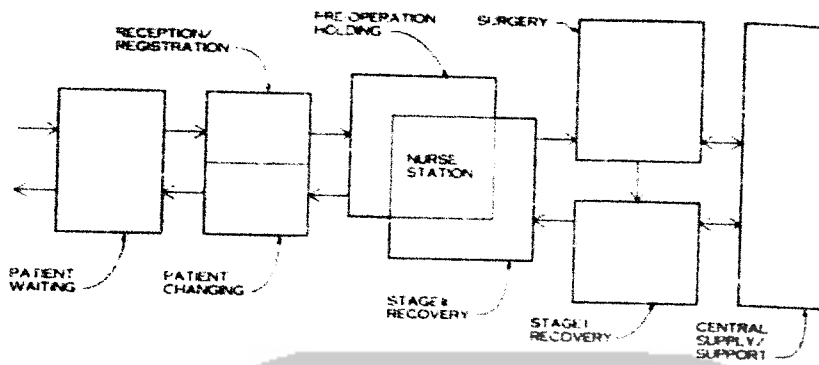 RECEPTION/
REGISTRATION
PRE-OPERATION
HOLDING
SURGERY
NURSE
STATION
PATIENT
WAITING
PATIENT
CHANGING
STAGE II
RECOVERY
STAGE I
RECOVERY
CENTRAL
SUPPLY/
SUPPORT